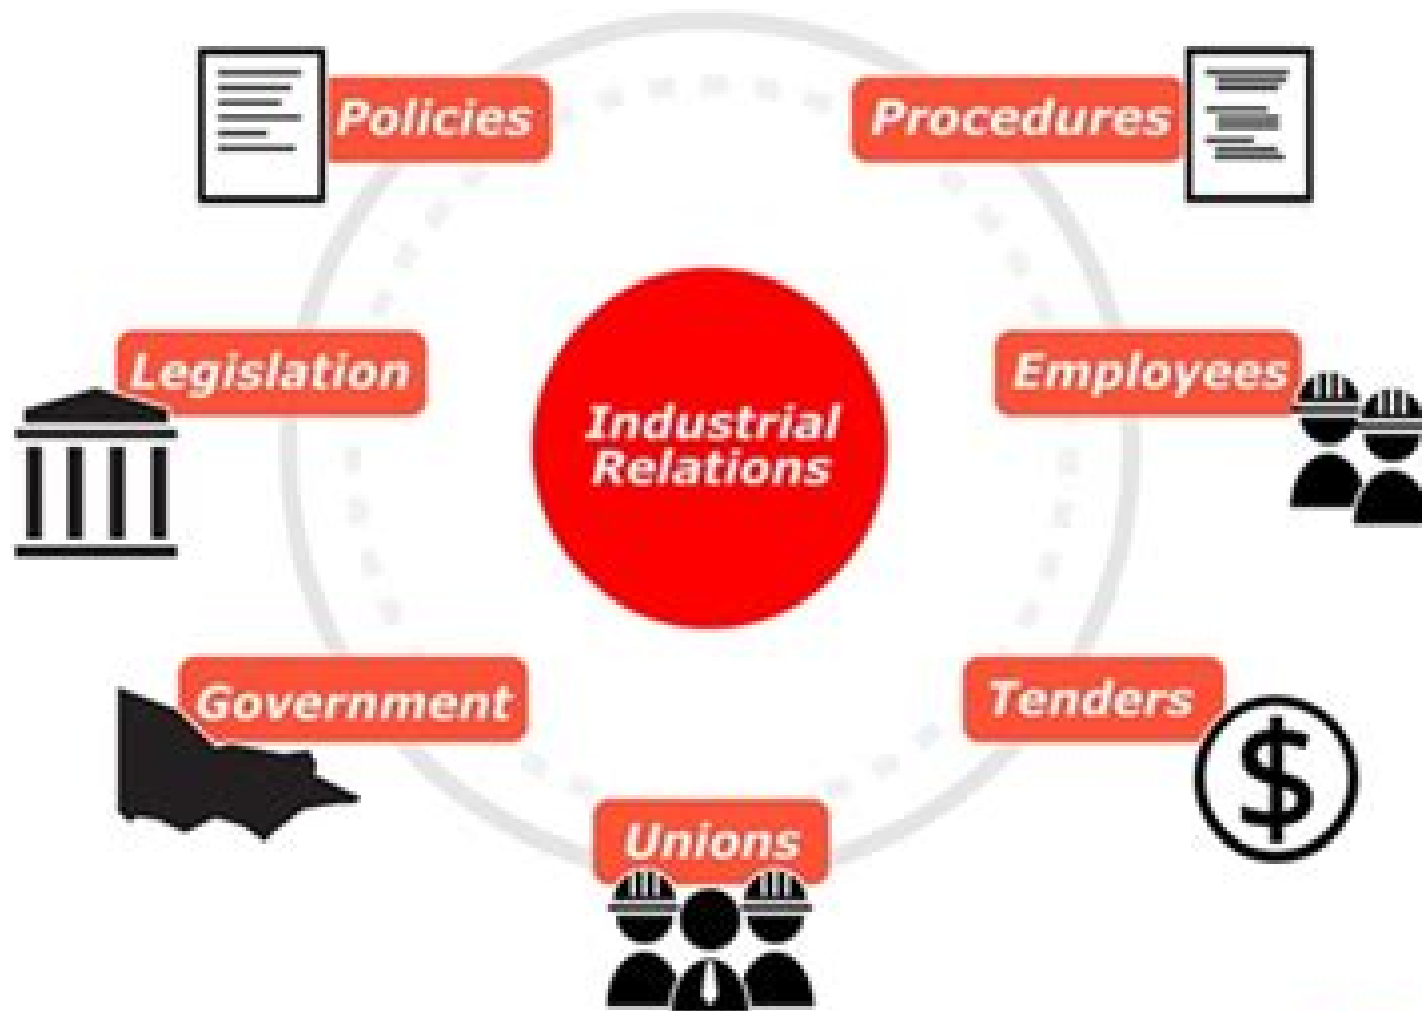 Policies
Procedures
Legislation
Employees
Industrial
Relations
Government
Tenders
Unions
$